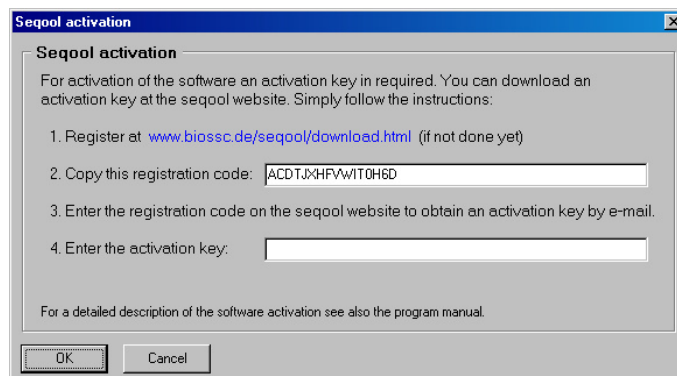 Seqool activation
Seqool activation
For activation of the software an activation key in required. You can download an
activation key at the seqool website. Simply follow the instructions:
1. Register at www.biossc.de/seqool/download.html (if not done yet)
2. Copy this registration code: ACDTJXHFVWIT0H6D
3. Enter the registration code on the seqool website to obtain an activation key by e-mail.
4. Enter the activation key:
For a detailed description of the software activation see also the program manual.
OK Cancel